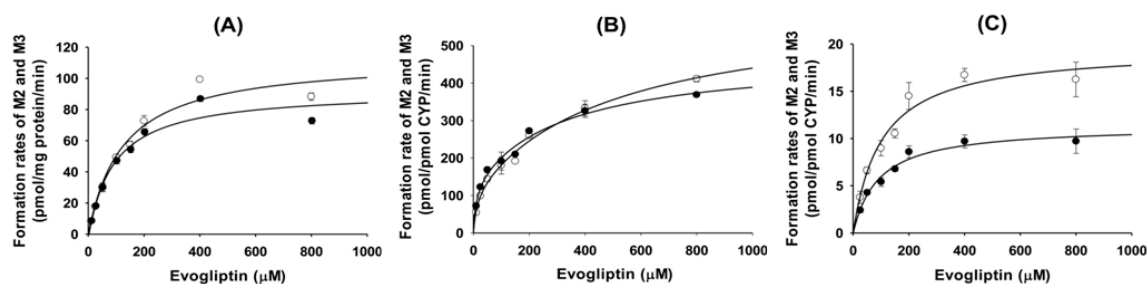 (A)
Formation rates of M2 and M3
(pmol/mg protein/min)
120
100
80
60
40
20
0
0 200 400 600 800 1000
Evogliptin (μM)
(B)
Formation rate of M2 and M3
(pmol/pmol CYP/min)
500
400
300
200
100
0
0 200 400 600 800 1000
Evogliptin (μM)
(C)
Formation rates of M2 and M3
(pmol/pmol CYP/min)
20
15
10
5
0
0 200 400 600 800 1000
Evogliptin (μM)